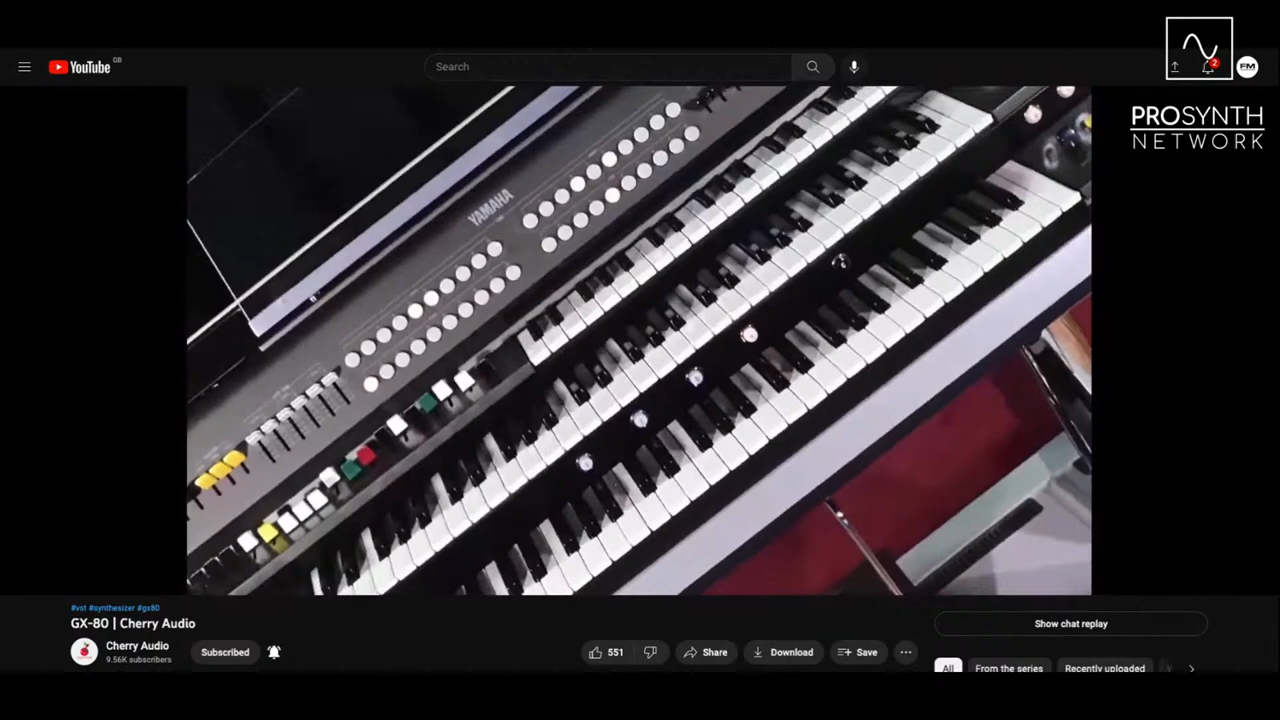 YouTube GB
Search
2
FM
PROSYNTH
NETWORK
YAMAHA
#vst #synthesizer #gx80
GX-80 | Cherry Audio
Cherry Audio
9.56K subscribers
Subscribed
551
Share
Download
Save
Show chat replay
All
From the series
Recently uploaded